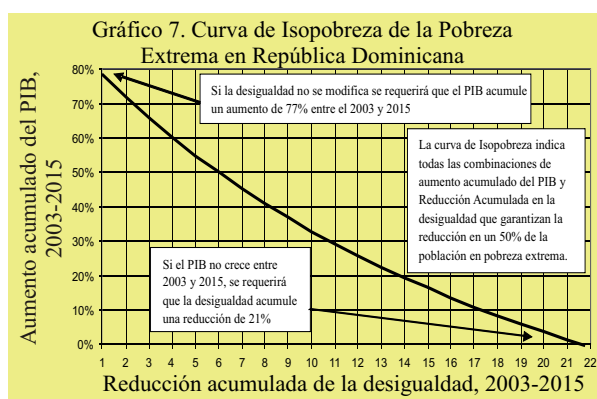 Gráfico 7. Curva de Isopobreza de la Pobreza
Extrema en República Dominicana
Aumento acumulado del PIB,
2003-2015
80%
70%
60%
50%
40%
30%
20%
10%
0%
Si la desigualdad no se modifica se requerirá que el PIB acumule
un aumento de 77% entre el 2003 y 2015
La curva de Isopobreza indica
todas las combinaciones de
aumento acumulado del PIB y
Reducción Acumulada en la
desigualdad que garantizan la
reducción en un 50% de la
población en pobreza extrema.
Si el PIB no crece entre
2003 y 2015, se requerirá
que la desigualdad acumule
una reducción de 21%
1 2 3 4 5 6 7 8 9 10 11 12 13 14 15 16 17 18 19 20 21 22
Reducción acumulada de la desigualdad, 2003-2015